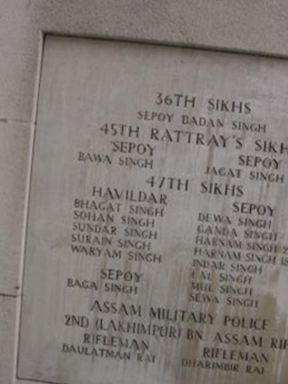 36TH SIKHS
SEPOY BADAN SINGH
45TH RATTRAY'S SIKH
SEPOY
BAWA SINGH
SEPOY
JAGAT SINGH
47TH SIKHS
HAVILDAR
BHAGAT SINGH
SOHAN SINGH
SUNDAR SINGH
SURAIN SINGH
WARYAM SINGH
SEPOY
BAGA SINGH
SEPOY
DEWA SINGH
GANDA SINGH
HARNAM SINGH
HARNAM SINGH
INDAR SINGH
LAL SINGH
MUL SINGH
SEWA SINGH
ASSAM MILITARY POLICE
2ND (LAKHIMPUR) BN. ASSAM RIF
RIFLEMAN
DAULATMAN RAI
RIFLEMAN
DHARIMBIR RAI